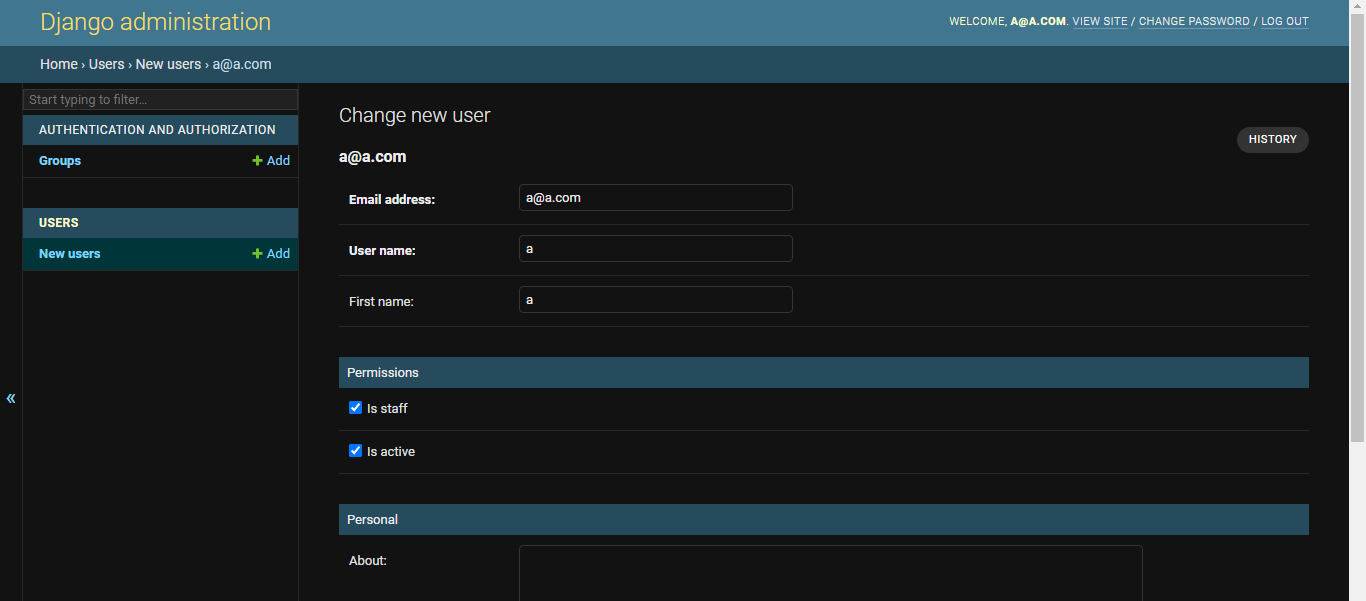 Django administration
WELCOME, A@A.COM. VIEW SITE / CHANGE PASSWORD / LOG OUT
Home › Users › New users › a@a.com
Start typing to filter...
AUTHENTICATION AND AUTHORIZATION
Groups + Add
USERS
New users + Add
«
Change new user
HISTORY
a@a.com
Email address: a@a.com
User name: a
First name: a
Permissions
Is staff
Is active
Personal
About: